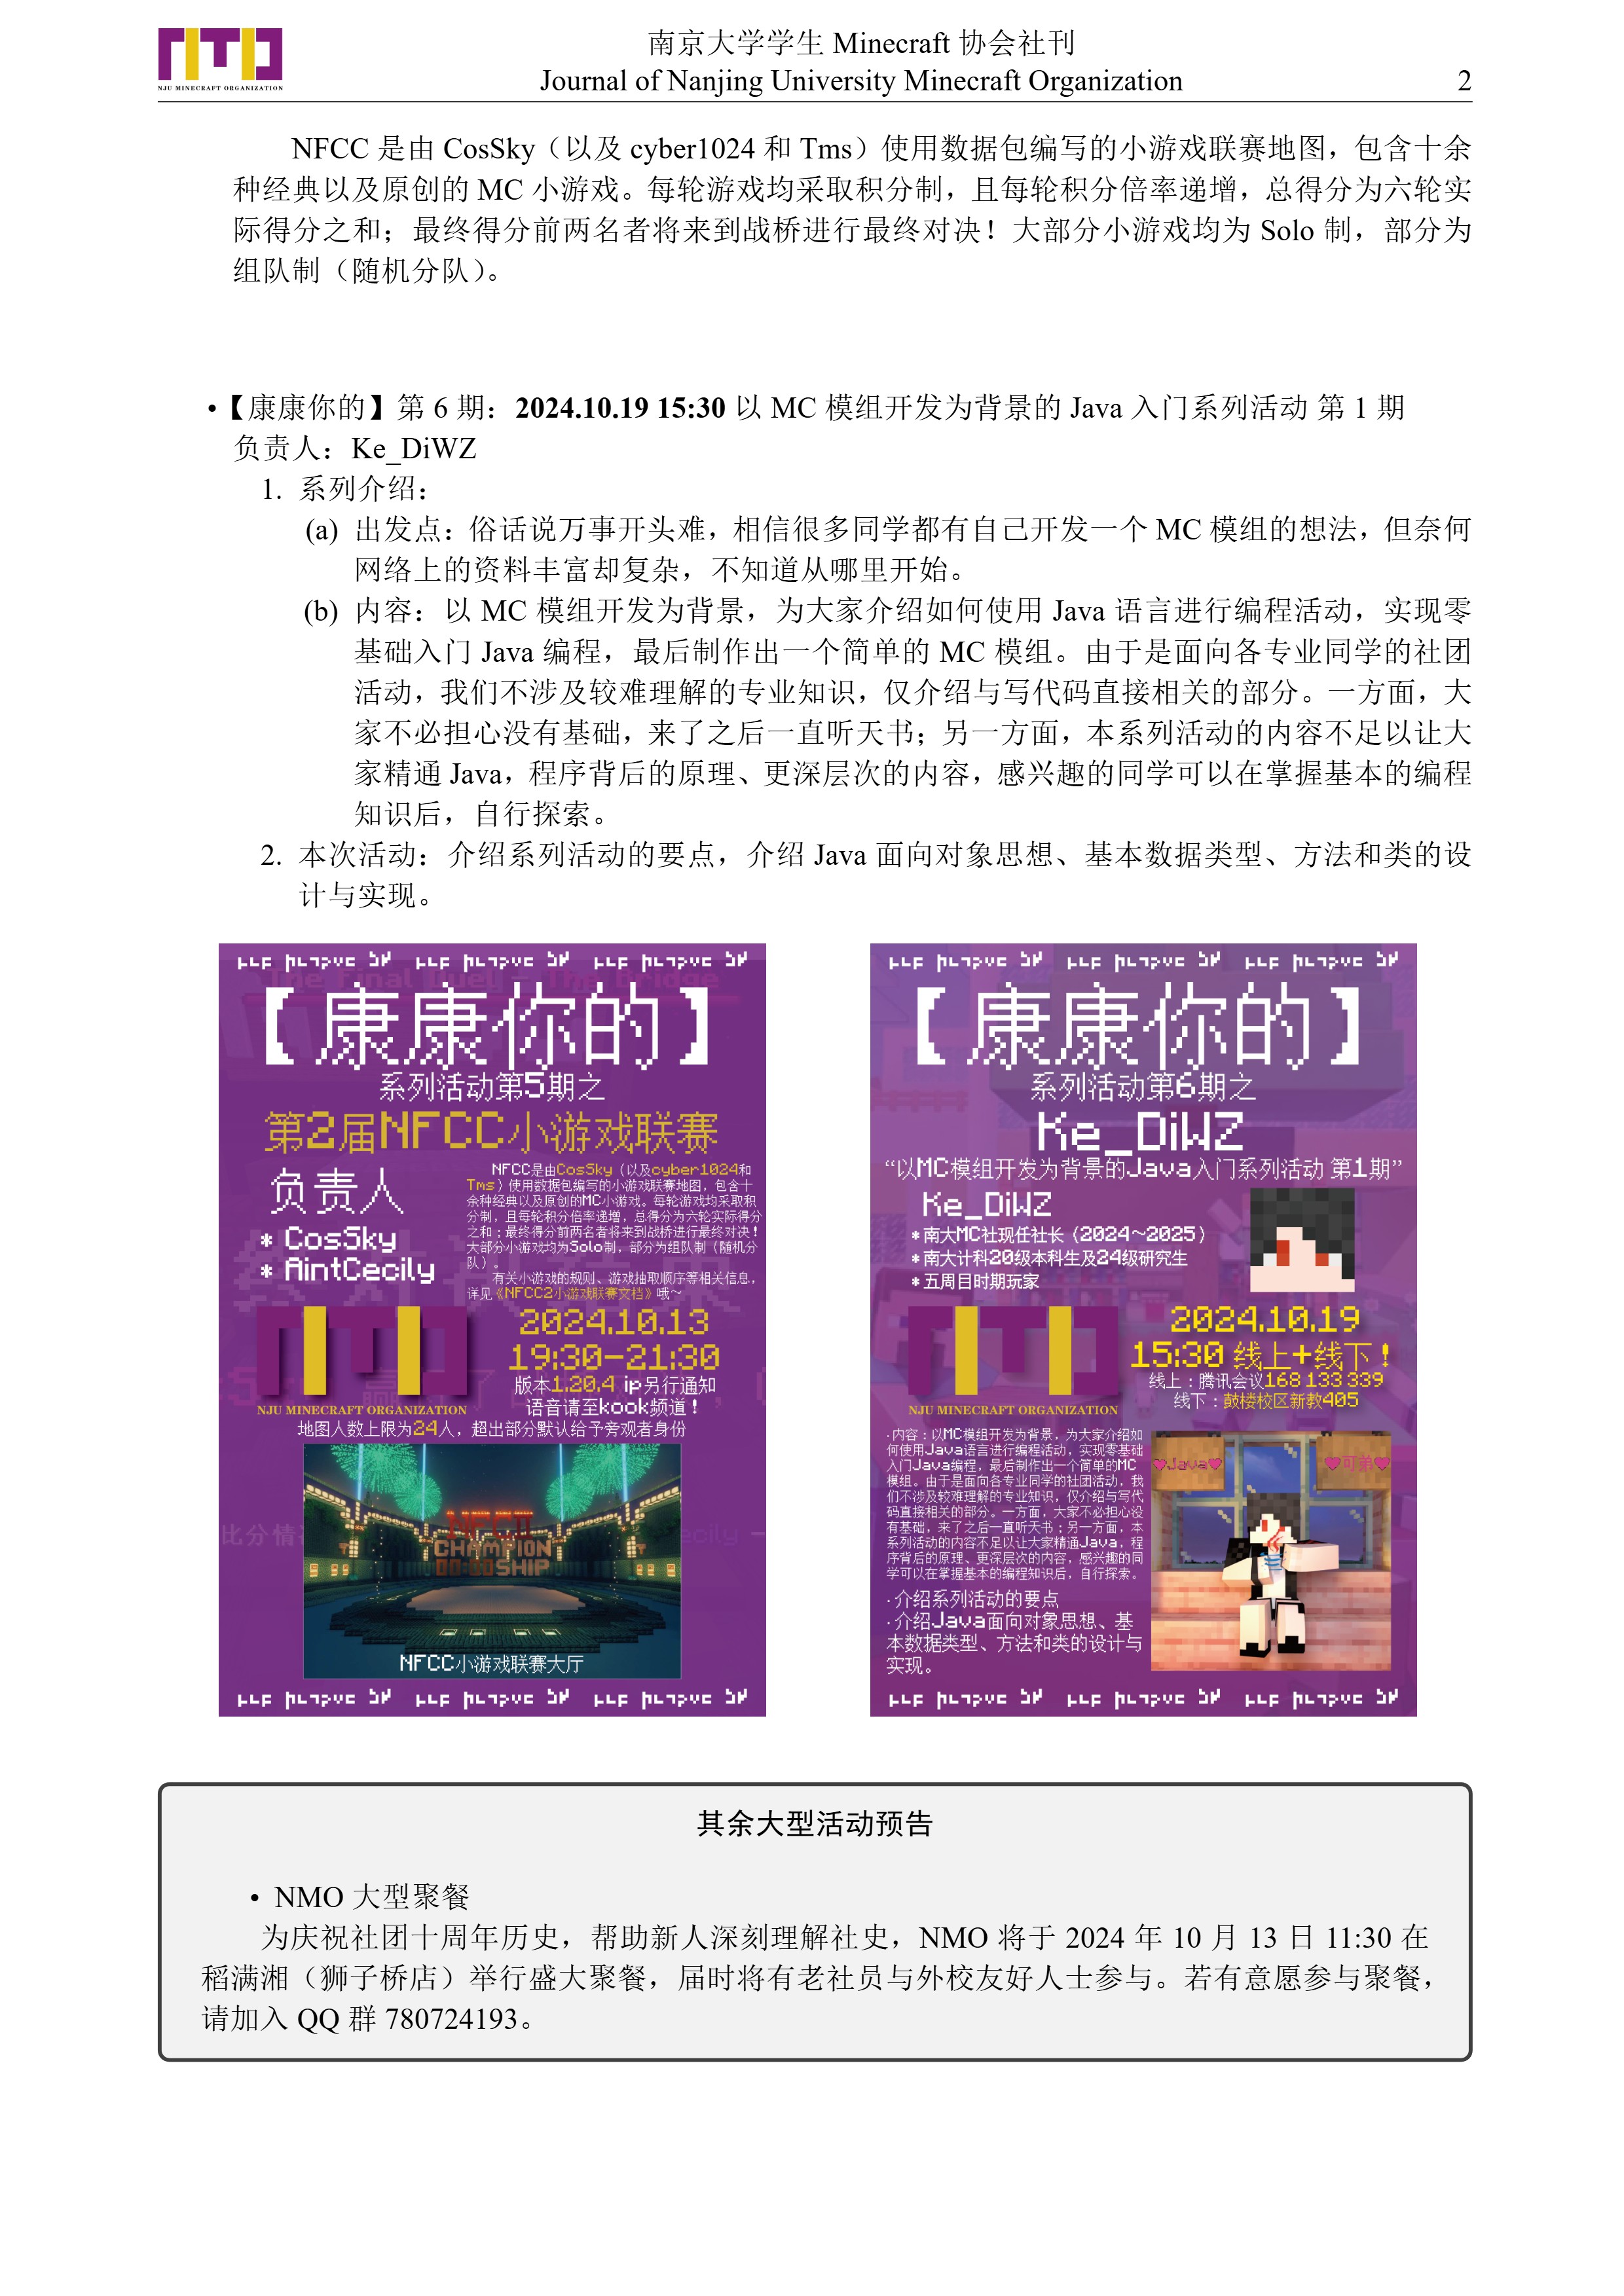 NJU MINECRAFT ORGANIZATION
南京大学学生 Minecraft 协会社刊
Journal of Nanjing University Minecraft Organization
2
NFCC 是由 CosSky（以及 cyber1024 和 Tms）使用数据包编写的小游戏联赛地图，包含十余
种经典以及原创的 MC 小游戏。每轮游戏均采取积分制，且每轮积分倍率递增，总得分为六轮实
际得分之和；最终得分前两名者将来到战桥进行最终对决！大部分小游戏均为 Solo 制，部分为
组队制（随机分队）。
•【康康你的】第 6 期：2024.10.19 15:30 以 MC 模组开发为背景的 Java 入门系列活动 第 1 期
负责人：Ke_DiWZ
1. 系列介绍：
(a) 出发点：俗话说万事开头难，相信很多同学都有自己开发一个 MC 模组的想法，但奈何
网络上的资料丰富却复杂，不知道从哪里开始。
(b) 内容：以 MC 模组开发为背景，为大家介绍如何使用 Java 语言进行编程活动，实现零
基础入门 Java 编程，最后制作出一个简单的 MC 模组。由于是面向各专业同学的社团
活动，我们不涉及较难理解的专业知识，仅介绍与写代码直接相关的部分。一方面，大
家不必担心没有基础，来了之后一直听天书；另一方面，本系列活动的内容不足以让大
家精通 Java，程序背后的原理、更深层次的内容，感兴趣的同学可以在掌握基本的编程
知识后，自行探索。
2. 本次活动：介绍系列活动的要点，介绍 Java 面向对象思想、基本数据类型、方法和类的设
计与实现。
The Final Duel - The Bridge
【康康你的】
系列活动第5期之
第2届NFCC小游戏联赛
负责人
* CosSky
* AintCecily
NFCC是由CosSky（以及cyber1024和
Tms）使用数据包编写的小游戏联赛地图，包含十
余种经典以及原创的MC小游戏。每轮游戏均采取积
分制，且每轮积分倍率递增，总得分为六轮实际得分
之和；最终得分前两名者将来到战桥进行最终对决！
大部分小游戏均为Solo制，部分为组队制（随机分
队）。
有关小游戏的规则、游戏抽取顺序等相关信息，
详见《NFCC2小游戏联赛文档》哦~
NJU MINECRAFT ORGANIZATION
2024.10.13
19:30-21:30
版本1.20.4 ip另行通知
语音请至kook频道！
地图人数上限为24人，超出部分默认给予旁观者身份
CHAMPION
SHIP
NFCC小游戏联赛大厅
【康康你的】
系列活动第6期之
Ke_DiWZ
“以MC模组开发为背景的Java入门系列活动 第1期”
Ke_DiWZ
* 南大MC社现任社长（2024~2025）
* 南大计科20级本科生及24级研究生
* 五周目时期玩家
NJU MINECRAFT ORGANIZATION
2024.10.19
15:30 线上+线下！
线上：腾讯会议168 133 339
线下：鼓楼校区新教405
·内容：以MC模组开发为背景，为大家介绍如
何使用Java语言进行编程活动，实现零基础
入门Java编程，最后制作出一个简单的MC
模组。由于是面向各专业同学的社团活动，我
们不涉及较难理解的专业知识，仅介绍与写代
码直接相关的部分。一方面，大家不必担心没
有基础，来了之后一直听天书；另一方面，本
系列活动的内容不足以让大家精通Java，程
序背后的原理、更深层次的内容，感兴趣的同
学可以在掌握基本的编程知识后，自行探索。
·介绍系列活动的要点
·介绍Java面向对象思想、基
本数据类型、方法和类的设计与
实现。
♥Java♥
♥可弟♥
其余大型活动预告
• NMO 大型聚餐
为庆祝社团十周年历史，帮助新人深刻理解社史，NMO 将于 2024 年 10 月 13 日 11:30 在
稻满湘（狮子桥店）举行盛大聚餐，届时将有老社员与外校友好人士参与。若有意愿参与聚餐，
请加入 QQ 群 780724193。